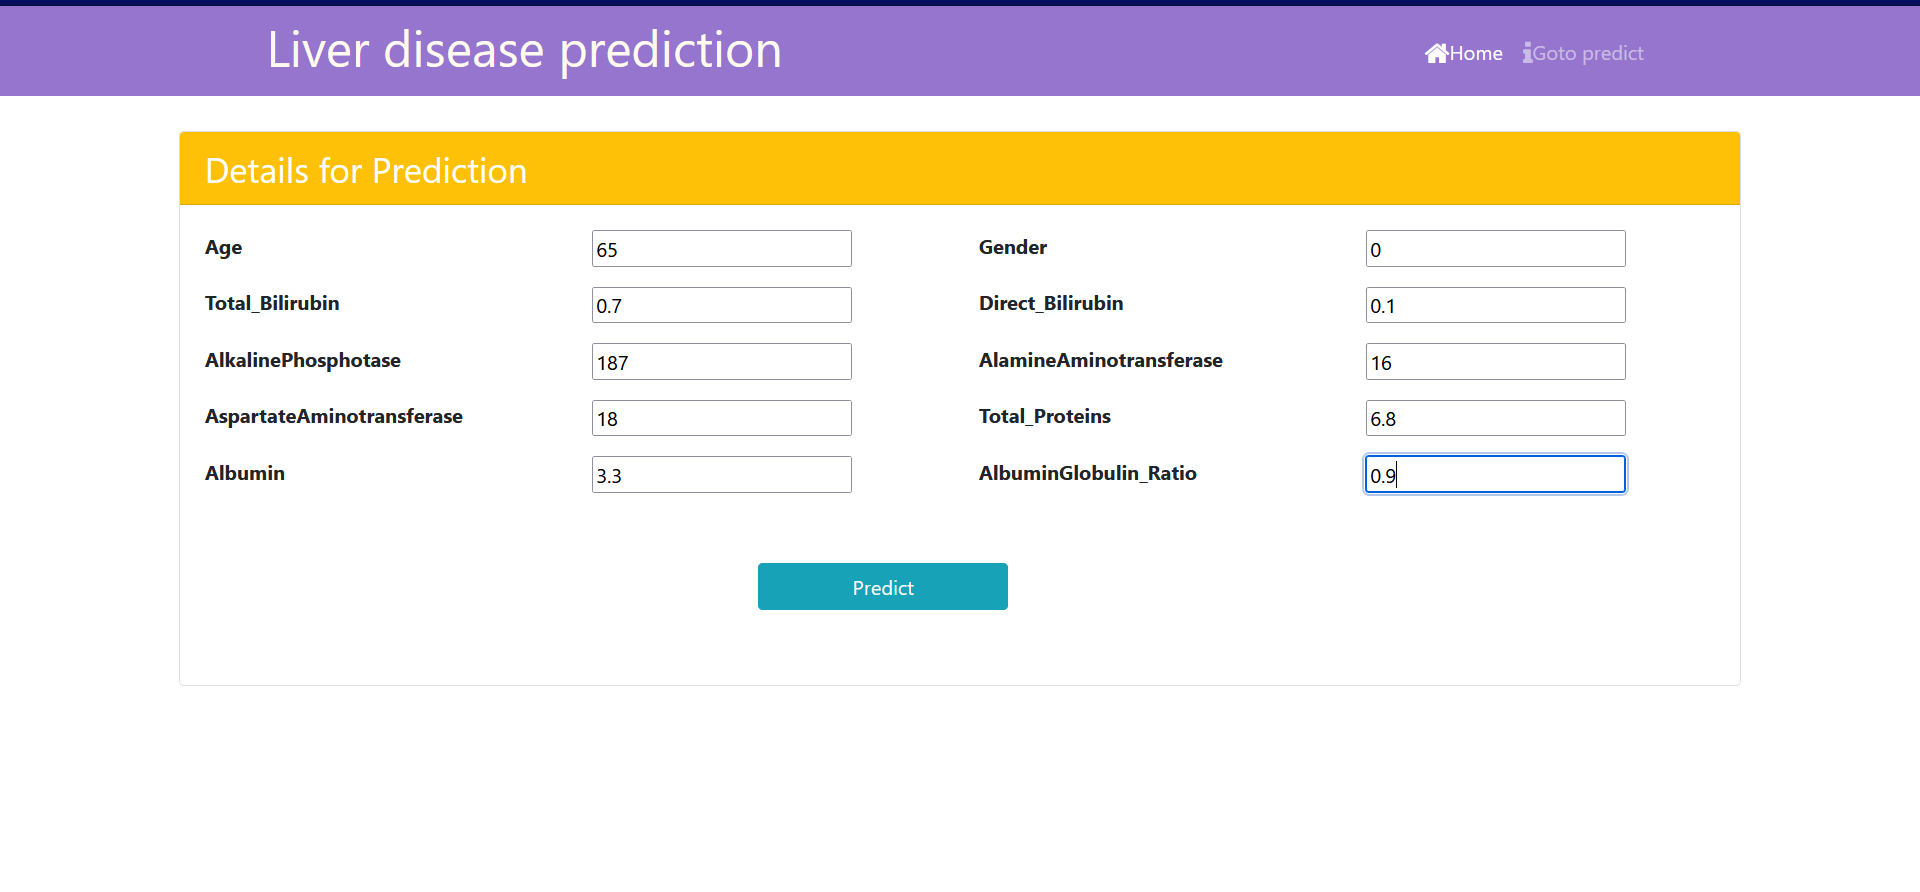 Liver disease prediction
Home Goto predict
Details for Prediction
Age 65 Gender 0
Total_Bilirubin 0.7 Direct_Bilirubin 0.1
AlkalinePhosphotase 187 AlamineAminotransferase 16
AspartateAminotransferase 18 Total_Proteins 6.8
Albumin 3.3 AlbuminGlobulin_Ratio 0.9
Predict